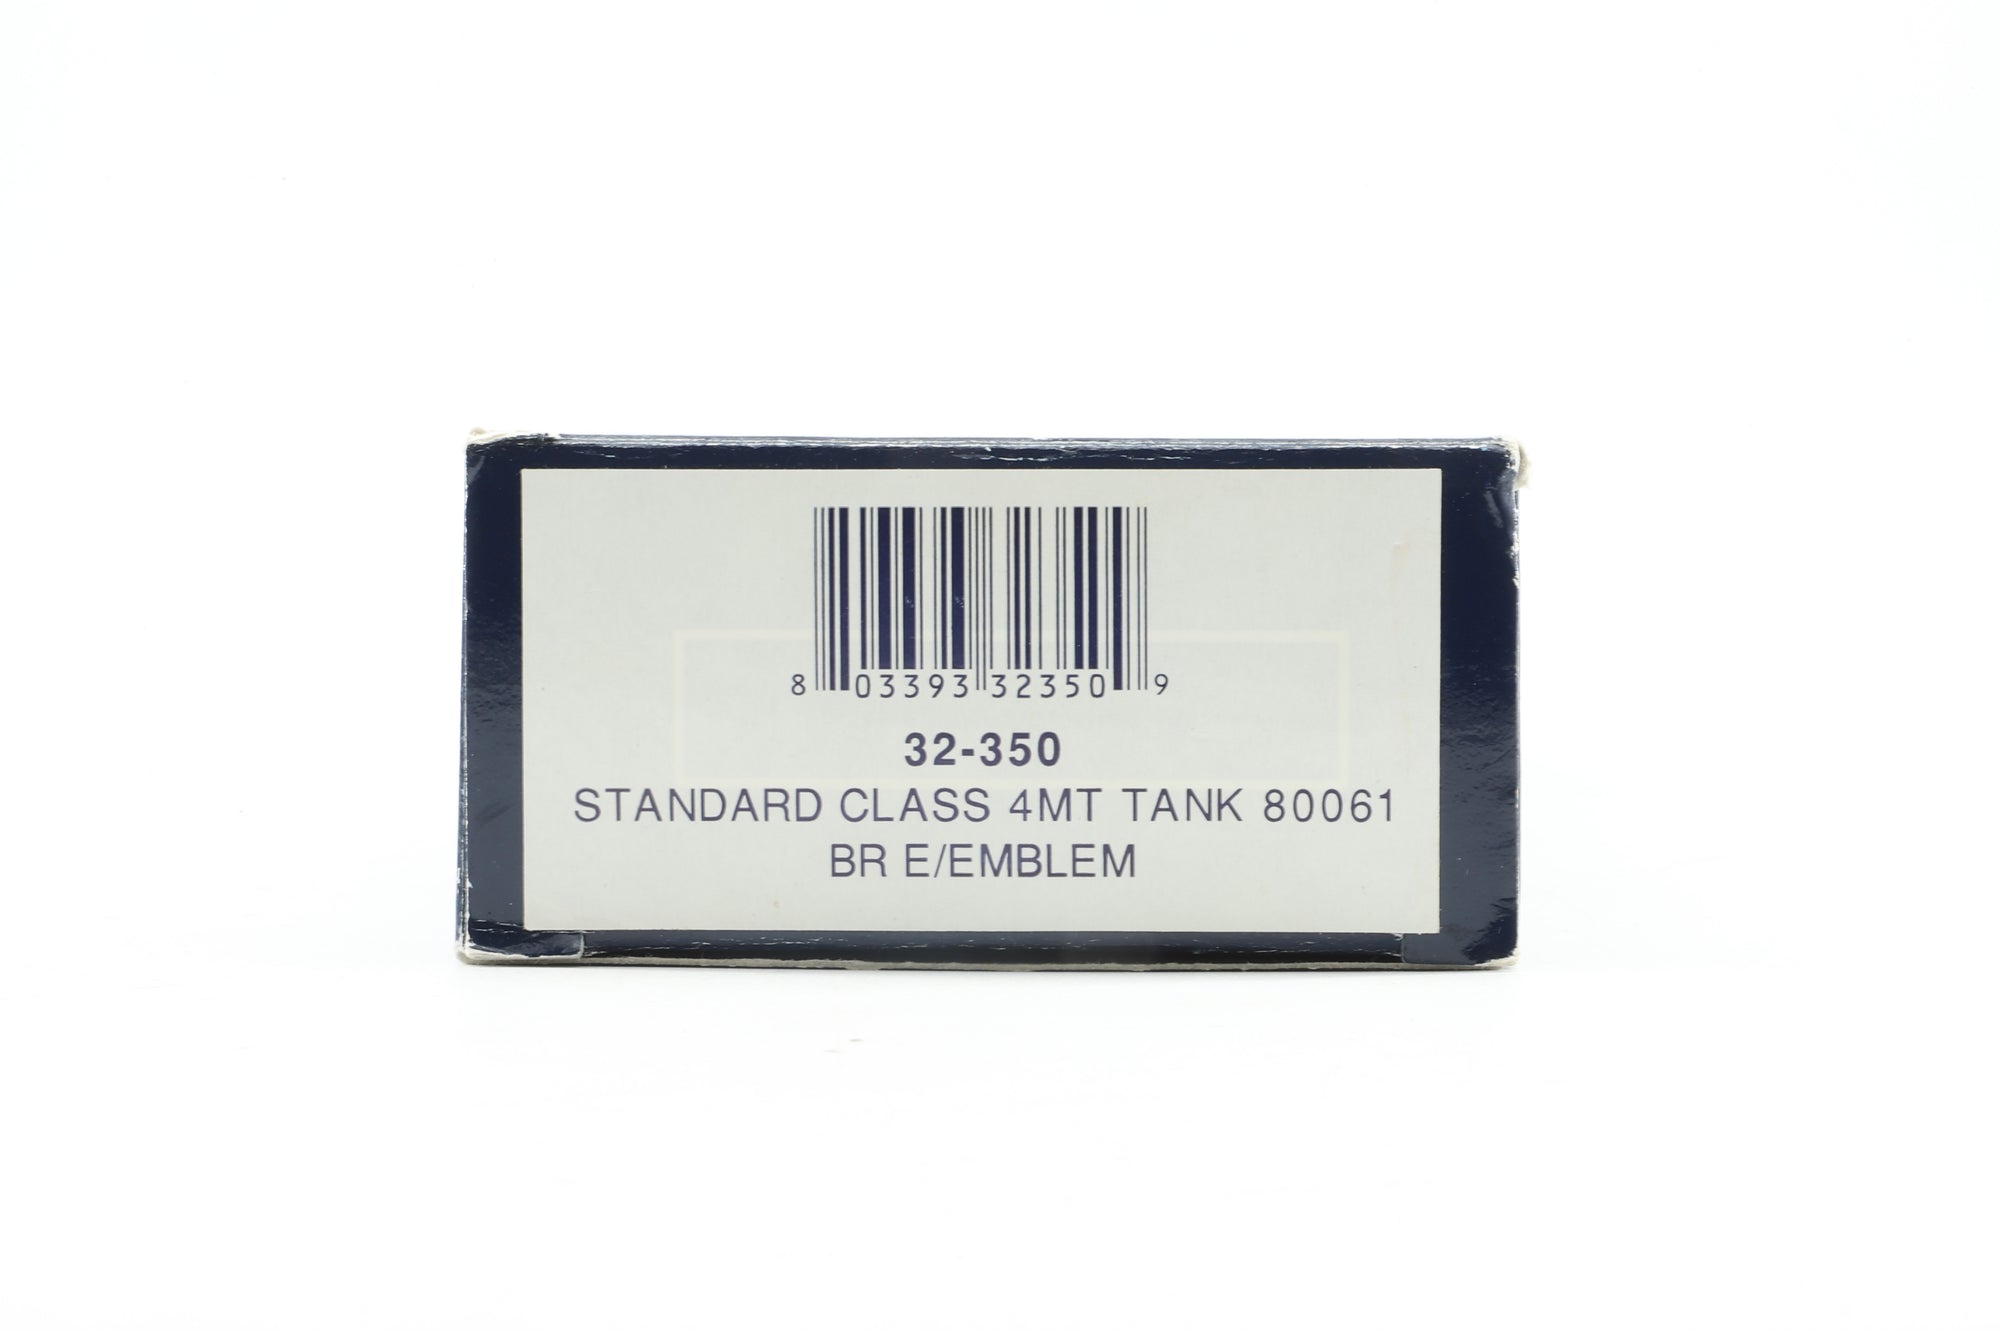 8 03393 32350 9
32-350
STANDARD CLASS 4MT TANK 80061
BR E/EMBLEM